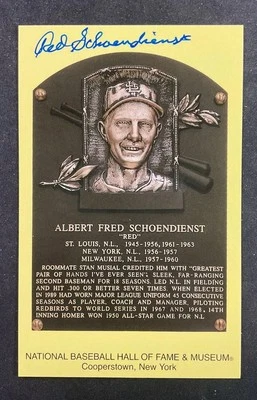 Red Schoendienst
ALBERT FRED SCHOENDIENST
"RED"
ST. LOUIS, N.L., 1945-1956, 1961-1963
NEW YORK, N.L., 1956-1957
MILWAUKEE, N.L., 1957-1960
ROOMMATE STAN MUSIAL CREDITED HIM WITH "GREATEST
PAIR OF HANDS I'VE EVER SEEN." SLEEK, FAR-RANGING
SECOND BASEMAN FOR 18 SEASONS. LED N.L. IN FIELDING
AND HIT .300 OR BETTER SEVEN TIMES. WHEN ELECTED
IN 1989 HAD WORN MAJOR LEAGUE UNIFORM 45 CONSECUTIVE
SEASONS AS PLAYER, COACH AND MANAGER, PILOTING
REDBIRDS TO WORLD SERIES IN 1967 AND 1968. 14TH
INNING HOMER WON 1950 ALL-STAR GAME FOR N.L.
NATIONAL BASEBALL HALL OF FAME & MUSEUM®
Cooperstown, New York